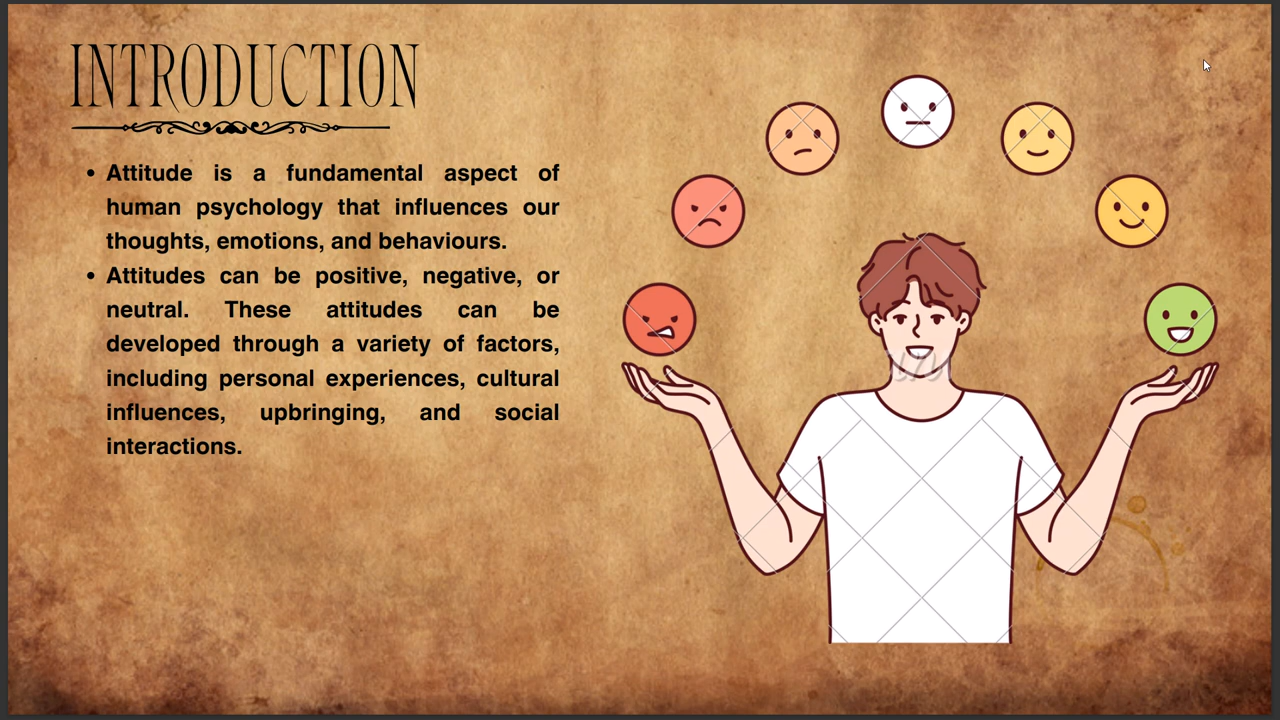 INTRODUCTION
• Attitude is a fundamental aspect of
human psychology that influences our
thoughts, emotions, and behaviours.
• Attitudes can be positive, negative, or
neutral. These attitudes can be
developed through a variety of factors,
including personal experiences, cultural
influences, upbringing, and social
interactions.